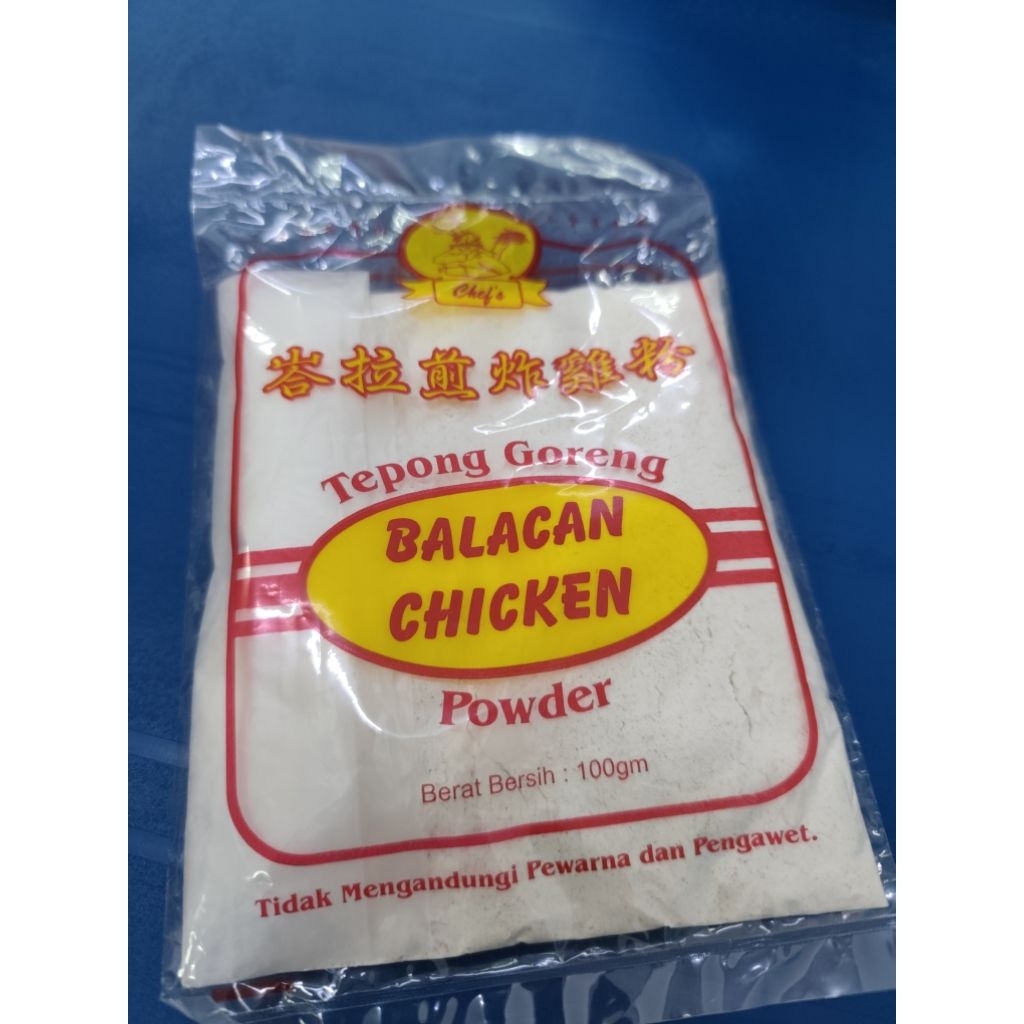 Chef's
峇拉煎炸雞粉
Tepong Goreng
BALACAN
CHICKEN
Powder
Berat Bersih : 100gm
Tidak Mengandungi Pewarna dan Pengawet.